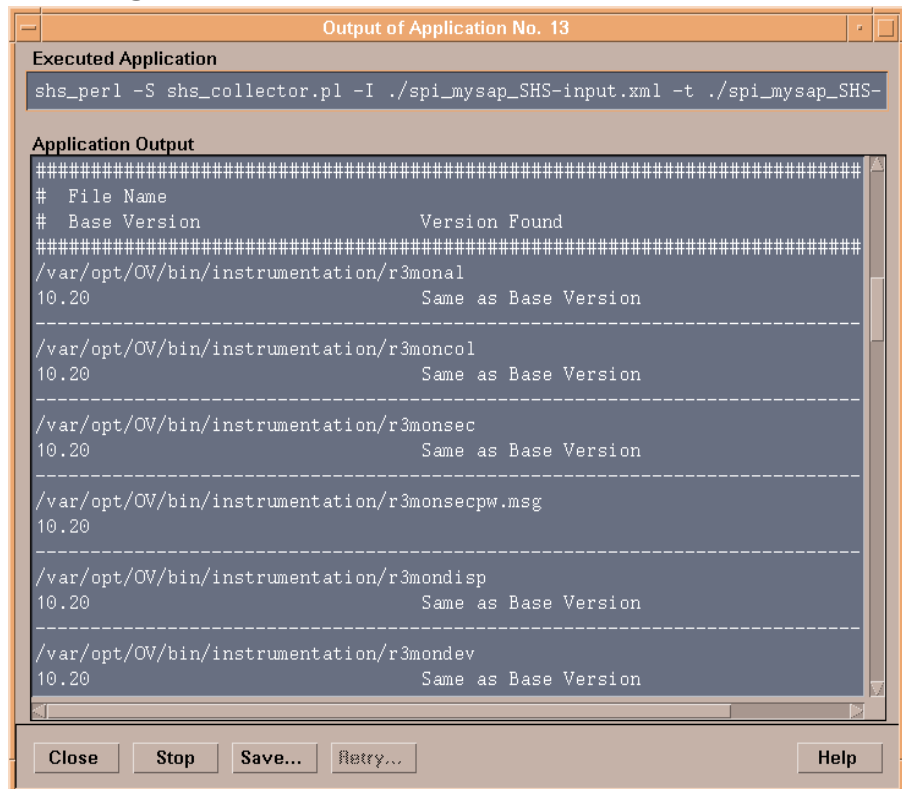 Output of Application No. 13
Executed Application
shs_perl -S shs_collector.pl -I ./spi_mysap_SHS-input.xml -t ./spi_mysap_SHS-
Application Output
###########################################################################
#  File Name
#  Base Version                    Version Found
###########################################################################
/var/opt/OV/bin/instrumentation/r3monal
10.20                              Same as Base Version
---------------------------------------------------------------------------
/var/opt/OV/bin/instrumentation/r3moncol
10.20                              Same as Base Version
---------------------------------------------------------------------------
/var/opt/OV/bin/instrumentation/r3monsec
10.20                              Same as Base Version
---------------------------------------------------------------------------
/var/opt/OV/bin/instrumentation/r3monsecpw.msg
10.20
---------------------------------------------------------------------------
/var/opt/OV/bin/instrumentation/r3mondisp
10.20                              Same as Base Version
---------------------------------------------------------------------------
/var/opt/OV/bin/instrumentation/r3mondev
10.20                              Same as Base Version
Close Stop Save... Retry... Help